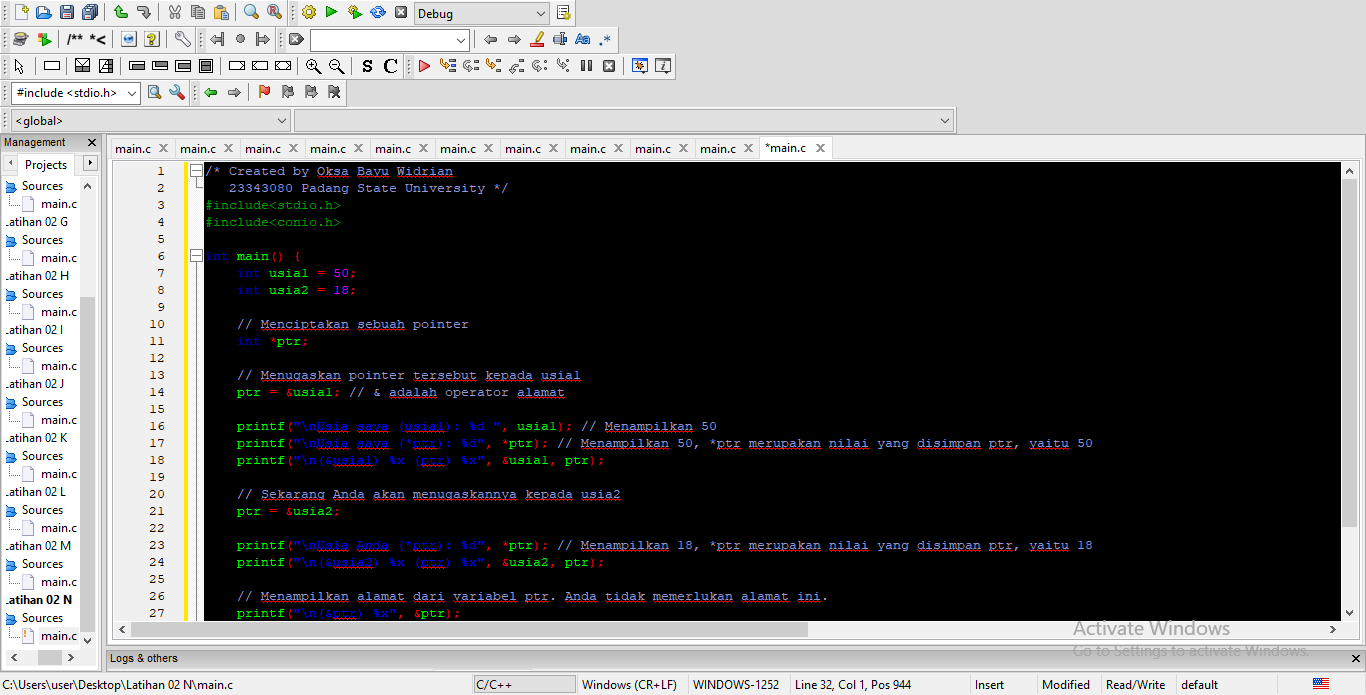 Debug
/** *<
Aa .*
S C
#include <stdio.h>
<global>
Management
Projects
Sources
main.c
Latihan 02 G
Sources
main.c
Latihan 02 H
Sources
main.c
Latihan 02 I
Sources
main.c
Latihan 02 J
Sources
main.c
Latihan 02 K
Sources
main.c
Latihan 02 L
Sources
main.c
Latihan 02 M
Sources
main.c
Latihan 02 N
Sources
main.c
main.c main.c main.c main.c main.c main.c main.c main.c main.c main.c *main.c
1 /* Created by Oksa Bayu Widrian
2 23343080 Padang State University */
3 #include<stdio.h>
4 #include<conio.h>
5
6 int main() {
7 int usia1 = 50;
8 int usia2 = 18;
9
10 // Menciptakan sebuah pointer
11 int *ptr;
12
13 // Menugaskan pointer tersebut kepada usia1
14 ptr = &usia1; // & adalah operator alamat
15
16 printf("\nUsia saya (usia1): %d ", usia1); // Menampilkan 50
17 printf("\nUsia saya (*ptr): %d", *ptr); // Menampilkan 50, *ptr merupakan nilai yang disimpan ptr, yaitu 50
18 printf("\n(&usia1) %x (ptr) %x", &usia1, ptr);
19
20 // Sekarang Anda akan menugaskannya kepada usia2
21 ptr = &usia2;
22
23 printf("\nUsia Anda (*ptr): %d", *ptr); // Menampilkan 18, *ptr merupakan nilai yang disimpan ptr, yaitu 18
24 printf("\n(&usia2) %x (ptr) %x", &usia2, ptr);
25
26 // Menampilkan alamat dari variabel ptr. Anda tidak memerlukan alamat ini.
27 printf("\n(&ptr) %x", &ptr);
Activate Windows
Go to Settings to activate Windows.
Logs & others
C:\Users\user\Desktop\Latihan 02 N\main.c C/C++ Windows (CR+LF) WINDOWS-1252 Line 32, Col 1, Pos 944 Insert Modified Read/Write default